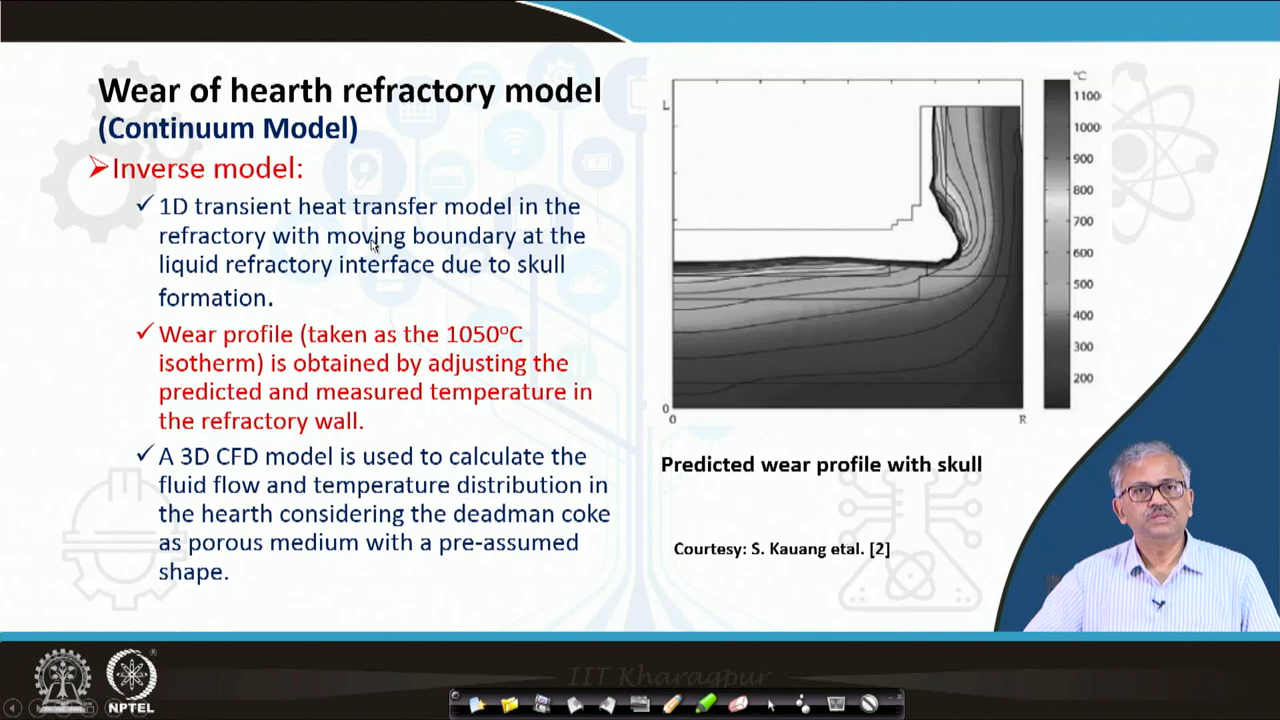 Wear of hearth refractory model
(Continuum Model)
Inverse model:
1D transient heat transfer model in the
refractory with moving boundary at the
liquid refractory interface due to skull
formation.
Wear profile (taken as the 1050°C
isotherm) is obtained by adjusting the
predicted and measured temperature in
the refractory wall.
A 3D CFD model is used to calculate the
fluid flow and temperature distribution in
the hearth considering the deadman coke
as porous medium with a pre-assumed
shape.
°C
1100
1000
900
800
700
600
500
400
300
200
L
0
0
R
Predicted wear profile with skull
Courtesy: S. Kauang etal. [2]
IIT Kharagpur
NPTEL